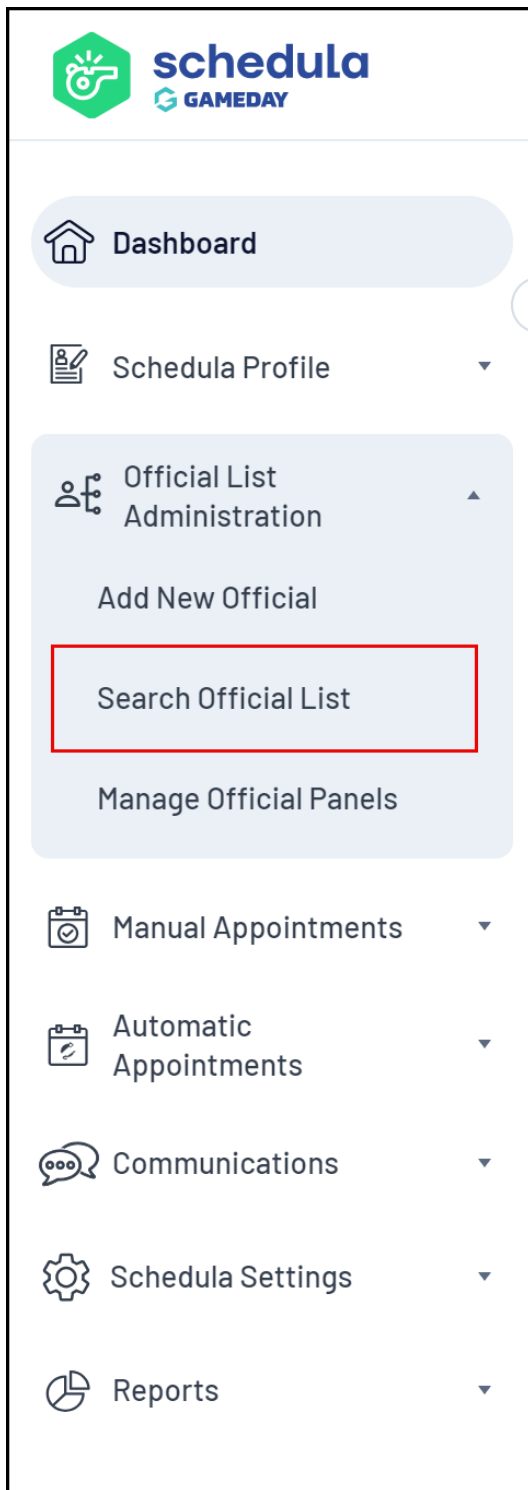 schedula
GAMEDAY
Dashboard
Schedula Profile
Official List
Administration
Add New Official
Search Official List
Manage Official Panels
Manual Appointments
Automatic
Appointments
Communications
Schedula Settings
Reports